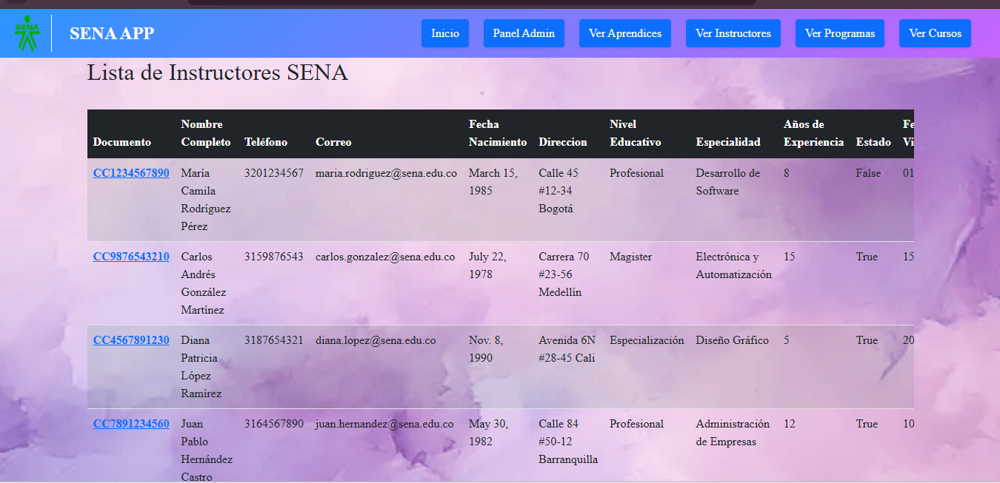 SENA
SENA APP
Inicio
Panel Admin
Ver Aprendices
Ver Instructores
Ver Programas
Ver Cursos
Lista de Instructores SENA
Documento
Nombre
Completo
Teléfono
Correo
Fecha
Nacimiento
Direccion
Nivel
Educativo
Especialidad
Años de
Experiencia
Estado
CC1234567890
María
Camila
Rodríguez
Pérez
3201234567
maria.rodriguez@sena.edu.co
March 15,
1985
Calle 45
#12-34
Bogotá
Profesional
Desarrollo de
Software
8
False
01
CC9876543210
Carlos
Andrés
González
Martínez
3159876543
carlos.gonzalez@sena.edu.co
July 22,
1978
Carrera 70
#23-56
Medellín
Magister
Electrónica y
Automatización
15
True
15
CC4567891230
Diana
Patricia
López
Ramírez
3187654321
diana.lopez@sena.edu.co
Nov. 8,
1990
Avenida 6N
#28-45 Cali
Especialización
Diseño Gráfico
5
True
20
CC7891234560
Juan
Pablo
Hernández
Castro
3164567890
juan.hernandez@sena.edu.co
May 30,
1982
Calle 84
#50-12
Barranquilla
Profesional
Administración
de Empresas
12
True
10